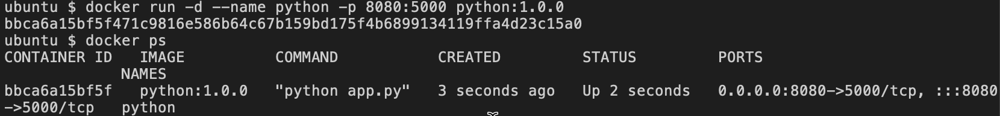 ubuntu $ docker run -d --name python -p 8080:5000 python:1.0.0
bbca6a15bf5f471c9816e586b64c67b159bd175f4b6899134119ffa4d23c15a0
ubuntu $ docker ps
CONTAINER ID   IMAGE          COMMAND           CREATED         STATUS         PORTS
             NAMES
bbca6a15bf5f   python:1.0.0   "python app.py"   3 seconds ago   Up 2 seconds   0.0.0.0:8080->5000/tcp, :::8080
->5000/tcp   python